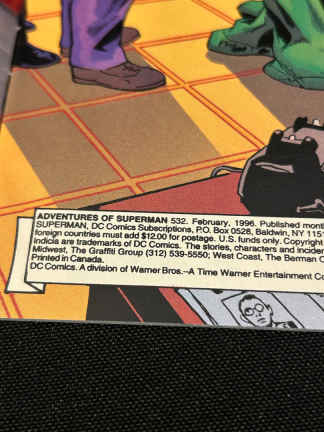 ADVENTURES OF SUPERMAN 532. February, 1996. Published mont
SUPERMAN, DC Comics Subscriptions, P.O. Box 0528, Baldwin, NY 115
foreign countries must add $12.00 for postage. U.S. funds only. Copyright
indicia are trademarks of DC Comics. The stories, characters and incide
Midwest, The Graffiti Group (312) 539-5550; West Coast, The Berman
Printed in Canada.
DC Comics. A division of Warner Bros.–A Time Warner Entertainment Co